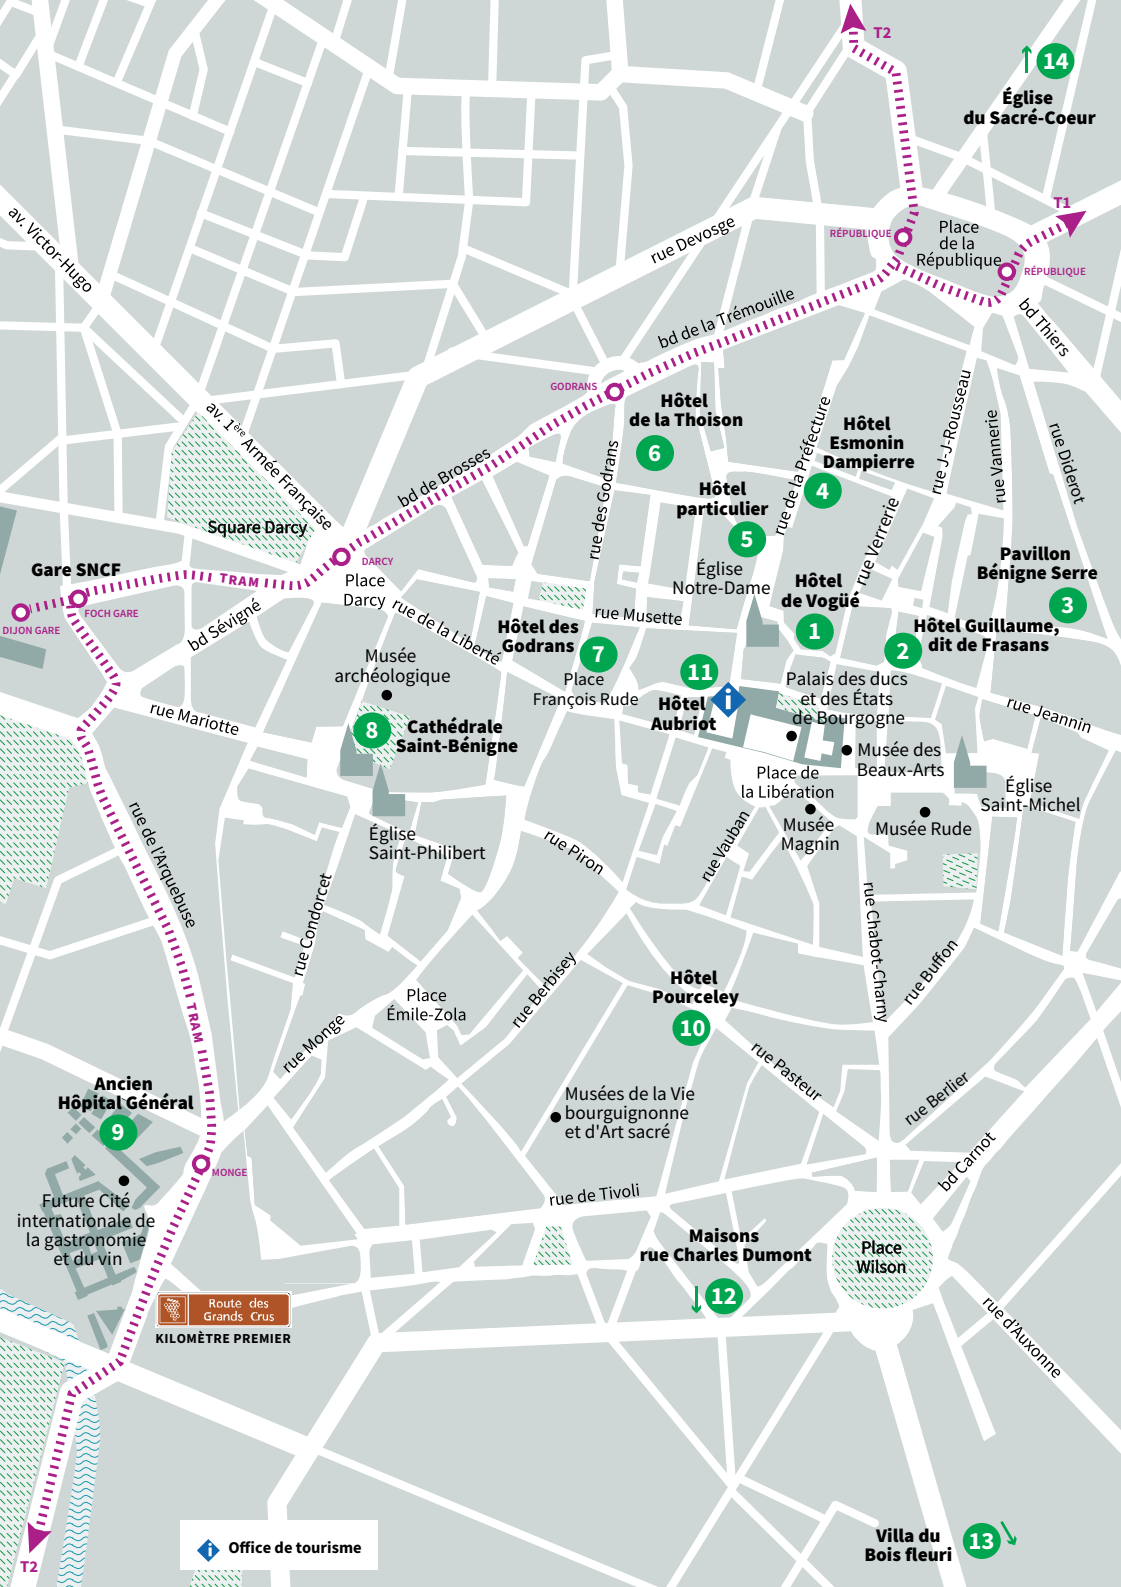 T2
14
Église
du Sacré-Coeur
av. Victor-Hugo
T1
rue Devosge
RÉPUBLIQUE
Place
de la
République
RÉPUBLIQUE
bd de la Trémouille
bd Thiers
GODRANS
Hôtel
de la Thoison
6
av. 1ère Armée Française
bd de Brosses
rue des Godrans
rue de la Préfecture
Hôtel
Esmonin
Dampierre
4
rue J-J-Rousseau
rue Vannerie
rue Diderot
Hôtel
particulier
5
rue Verrerie
Square Darcy
DARCY
Place
Darcy
Église
Notre-Dame
Pavillon
Bénigne Serre
3
Gare SNCF
TRAM
FOCH GARE
DIJON GARE
bd Sévigné
rue de la Liberté
rue Musette
Hôtel
de Vogüé
1
Hôtel Guillaume,
dit de Frasans
2
Hôtel des
Godrans
7
Place
François Rude
11
Hôtel
Aubriot
i
Palais des ducs
et des États
de Bourgogne
Musée
archéologique
rue Mariotte
8
Cathédrale
Saint-Bénigne
rue Jeannin
Musée des
Beaux-Arts
Place de
la Libération
Église
Saint-Michel
Musée
Magnin
Musée Rude
Église
Saint-Philibert
rue de l'Arquebuse
rue Piron
rue Vauban
rue Condorcet
rue Chabot-Charny
rue Buffon
rue Berbisey
Place
Émile-Zola
Hôtel
Pourceley
10
TRAM
rue Monge
rue Pasteur
rue Berlier
Ancien
Hôpital Général
9
Musées de la Vie
bourguignonne
et d'Art sacré
MONGE
bd Carnot
Future Cité
internationale de
la gastronomie
et du vin
rue de Tivoli
Maisons
rue Charles Dumont
12
Place
Wilson
Route des
Grands Crus
KILOMÈTRE PREMIER
rue d'Auxonne
T2
i
Office de tourisme
Villa du
Bois fleuri
13